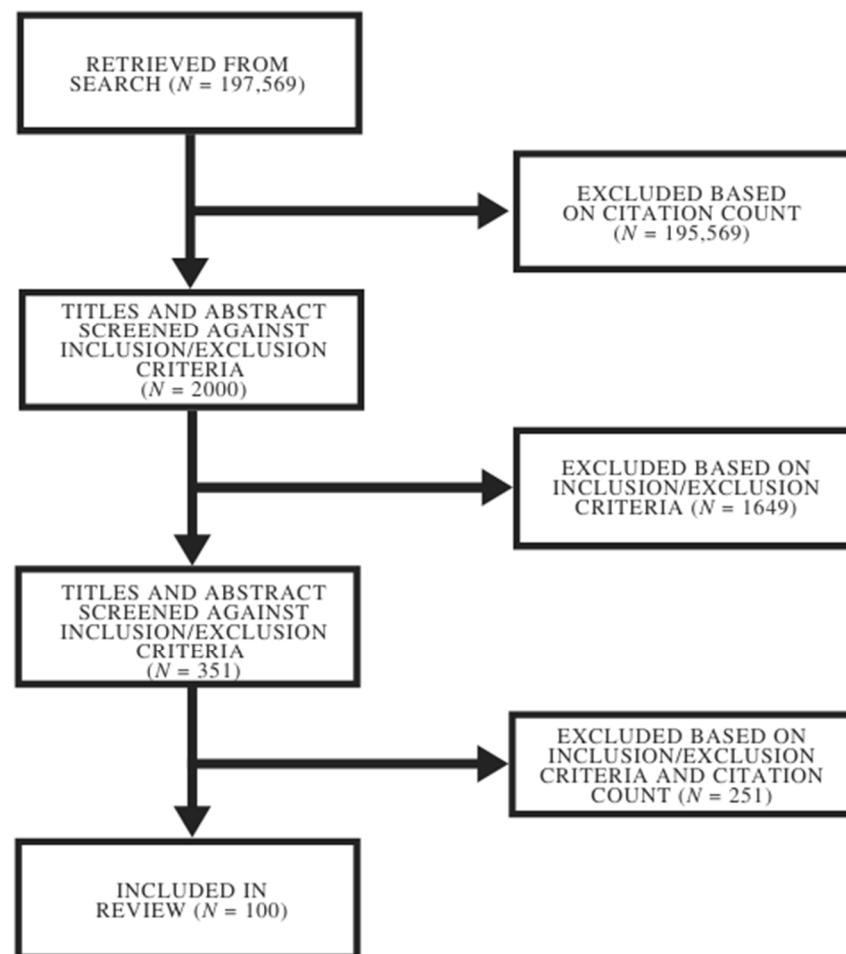 RETRIEVED FROM
SEARCH (N = 197,569)
EXCLUDED BASED
ON CITATION COUNT
(N = 195,569)
TITLES AND ABSTRACT
SCREENED AGAINST
INCLUSION/EXCLUSION
CRITERIA
(N = 2000)
EXCLUDED BASED ON
INCLUSION/EXCLUSION
CRITERIA (N = 1649)
TITLES AND ABSTRACT
SCREENED AGAINST
INCLUSION/EXCLUSION
CRITERIA
(N = 351)
EXCLUDED BASED ON
INCLUSION/EXCLUSION
CRITERIA AND CITATION
COUNT (N = 251)
INCLUDED IN
REVIEW (N = 100)